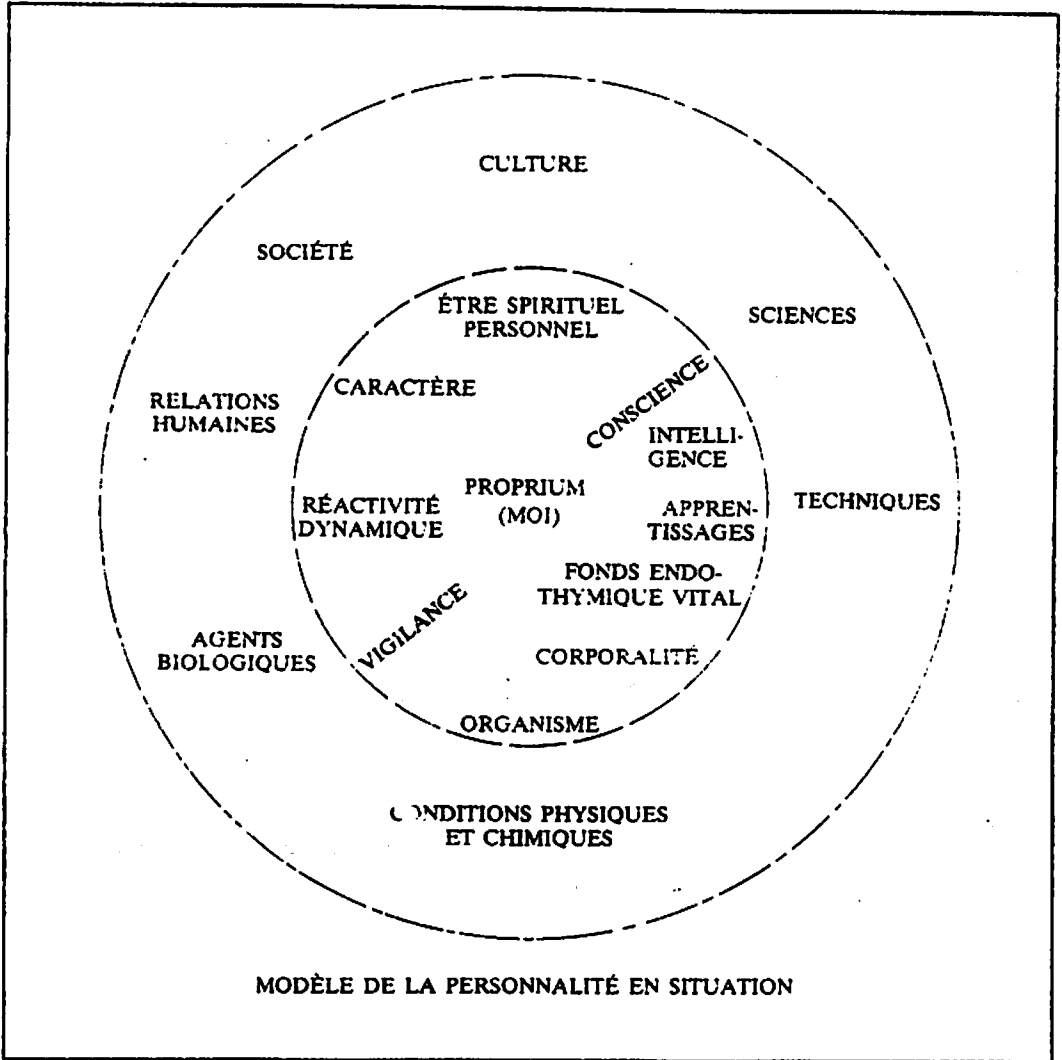 CULTURE
SOCIÉTÉ
ÊTRE SPIRITUEL
PERSONNEL
SCIENCES
CARACTÈRE
CONSCIENCE
RELATIONS
HUMAINES
INTELLI-
GENCE
PROPRIUM
(MOI)
RÉACTIVITÉ
DYNAMIQUE
APPREN-
TISSAGES
TECHNIQUES
FONDS ENDO-
THYMIQUE VITAL
VIGILANCE
AGENTS
BIOLOGIQUES
CORPORALITÉ
ORGANISME
CONDITIONS PHYSIQUES
ET CHIMIQUES
MODÈLE DE LA PERSONNALITÉ EN SITUATION